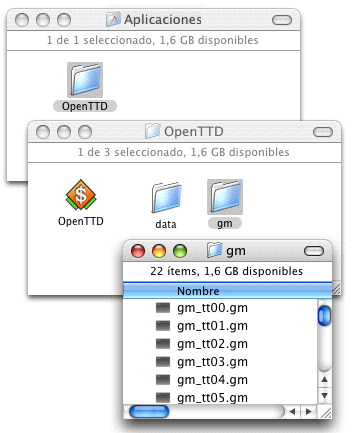 Aplicaciones
1 de 1 seleccionado, 1,6 GB disponibles
OpenTTD
OpenTTD
1 de 3 seleccionado, 1,6 GB disponibles
OpenTTD
data
gm
gm
22 ítems, 1,6 GB disponibles
Nombre
gm_tt00.gm
gm_tt01.gm
gm_tt02.gm
gm_tt03.gm
gm_tt04.gm
gm_tt05.gm